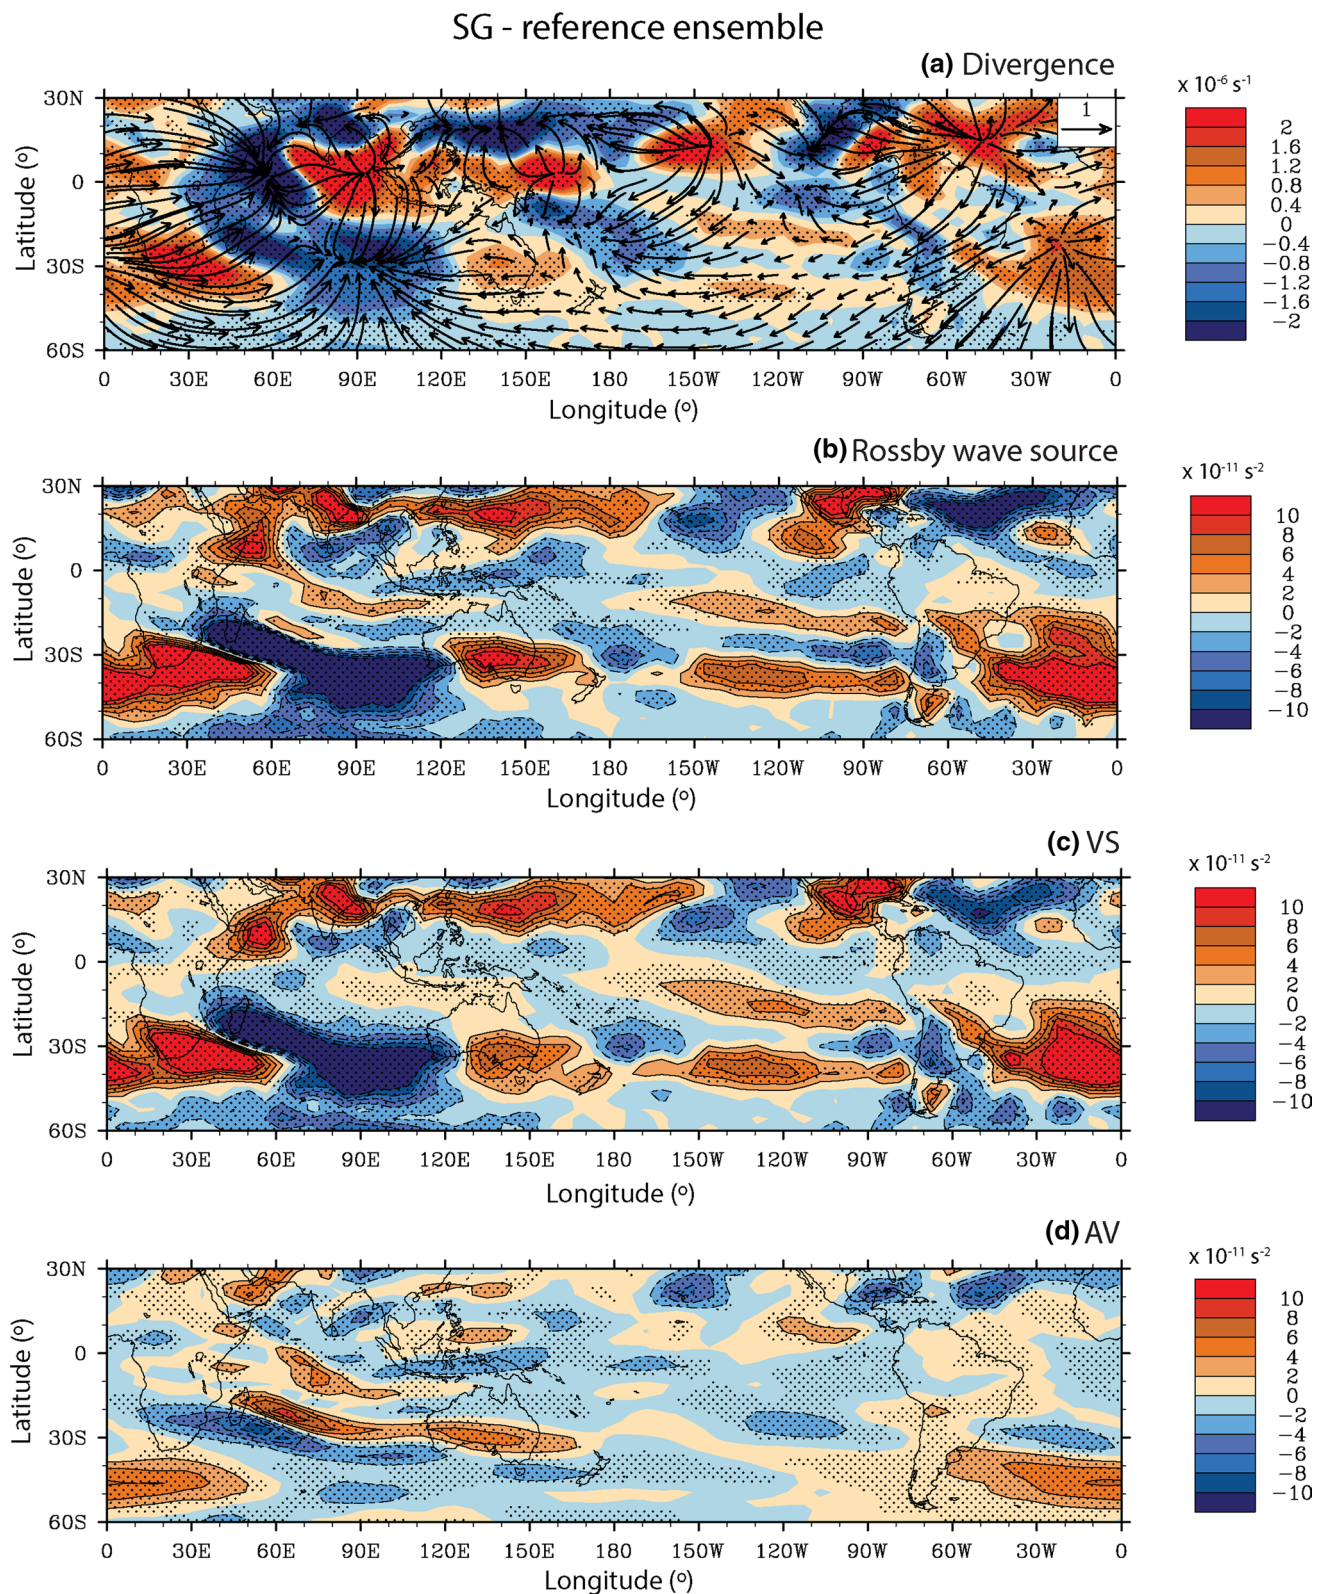 SG - reference ensemble
(a) Divergence
x 10⁻⁶ s⁻¹
30N
0
30S
60S
Latitude (º)
1
2
1.6
1.2
0.8
0.4
0
−0.4
−0.8
−1.2
−1.6
−2
0 30E 60E 90E 120E 150E 180 150W 120W 90W 60W 30W 0
Longitude (º)
(b) Rossby wave source
x 10⁻¹¹ s⁻²
30N
0
30S
60S
Latitude (º)
10
8
6
4
2
0
−2
−4
−6
−8
−10
0 30E 60E 90E 120E 150E 180 150W 120W 90W 60W 30W 0
Longitude (º)
(c) VS
x 10⁻¹¹ s⁻²
30N
0
30S
60S
Latitude (º)
10
8
6
4
2
0
−2
−4
−6
−8
−10
0 30E 60E 90E 120E 150E 180 150W 120W 90W 60W 30W 0
Longitude (º)
(d) AV
x 10⁻¹¹ s⁻²
30N
0
30S
60S
Latitude (º)
10
8
6
4
2
0
−2
−4
−6
−8
−10
0 30E 60E 90E 120E 150E 180 150W 120W 90W 60W 30W 0
Longitude (º)